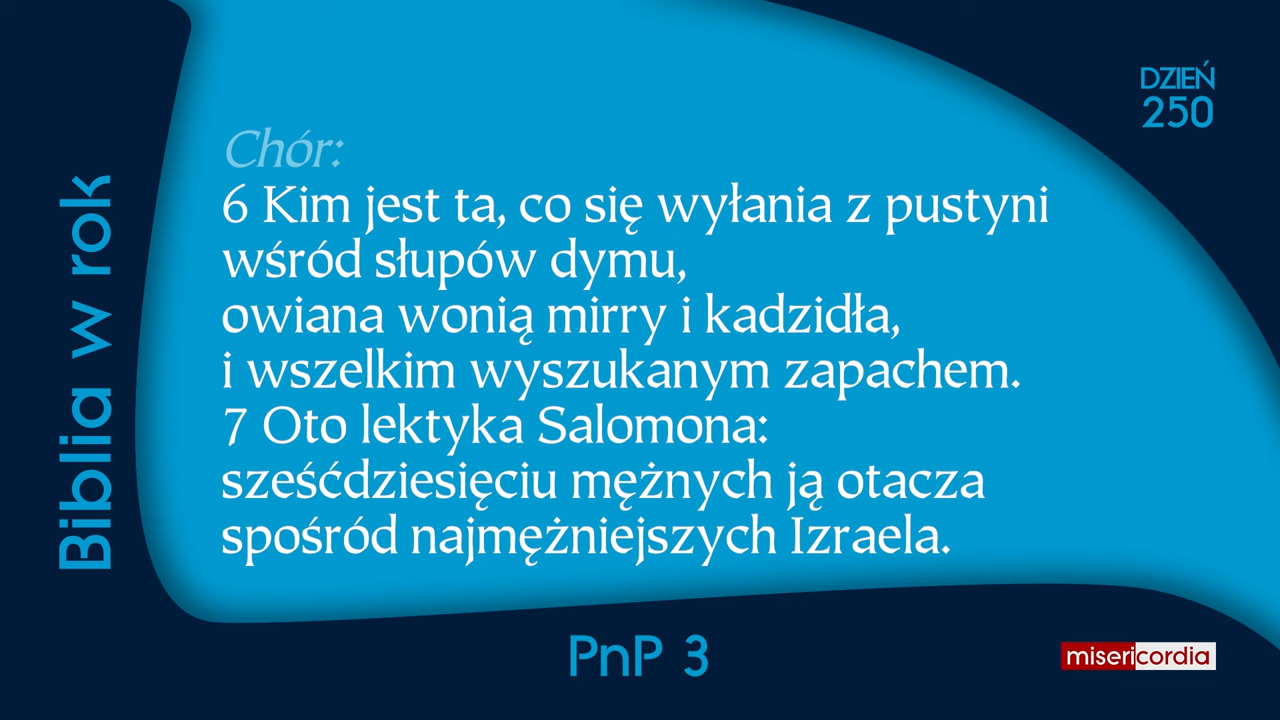 DZIEŃ
250
Biblia w rok
Chór:
6 Kim jest ta, co się wyłania z pustyni
wśród słupów dymu,
owiana wonią mirry i kadzidła,
i wszelkim wyszukanym zapachem.
7 Oto lektyka Salomona:
sześćdziesięciu mężnych ją otacza
spośród najmężniejszych Izraela.
PnP 3
misericordia